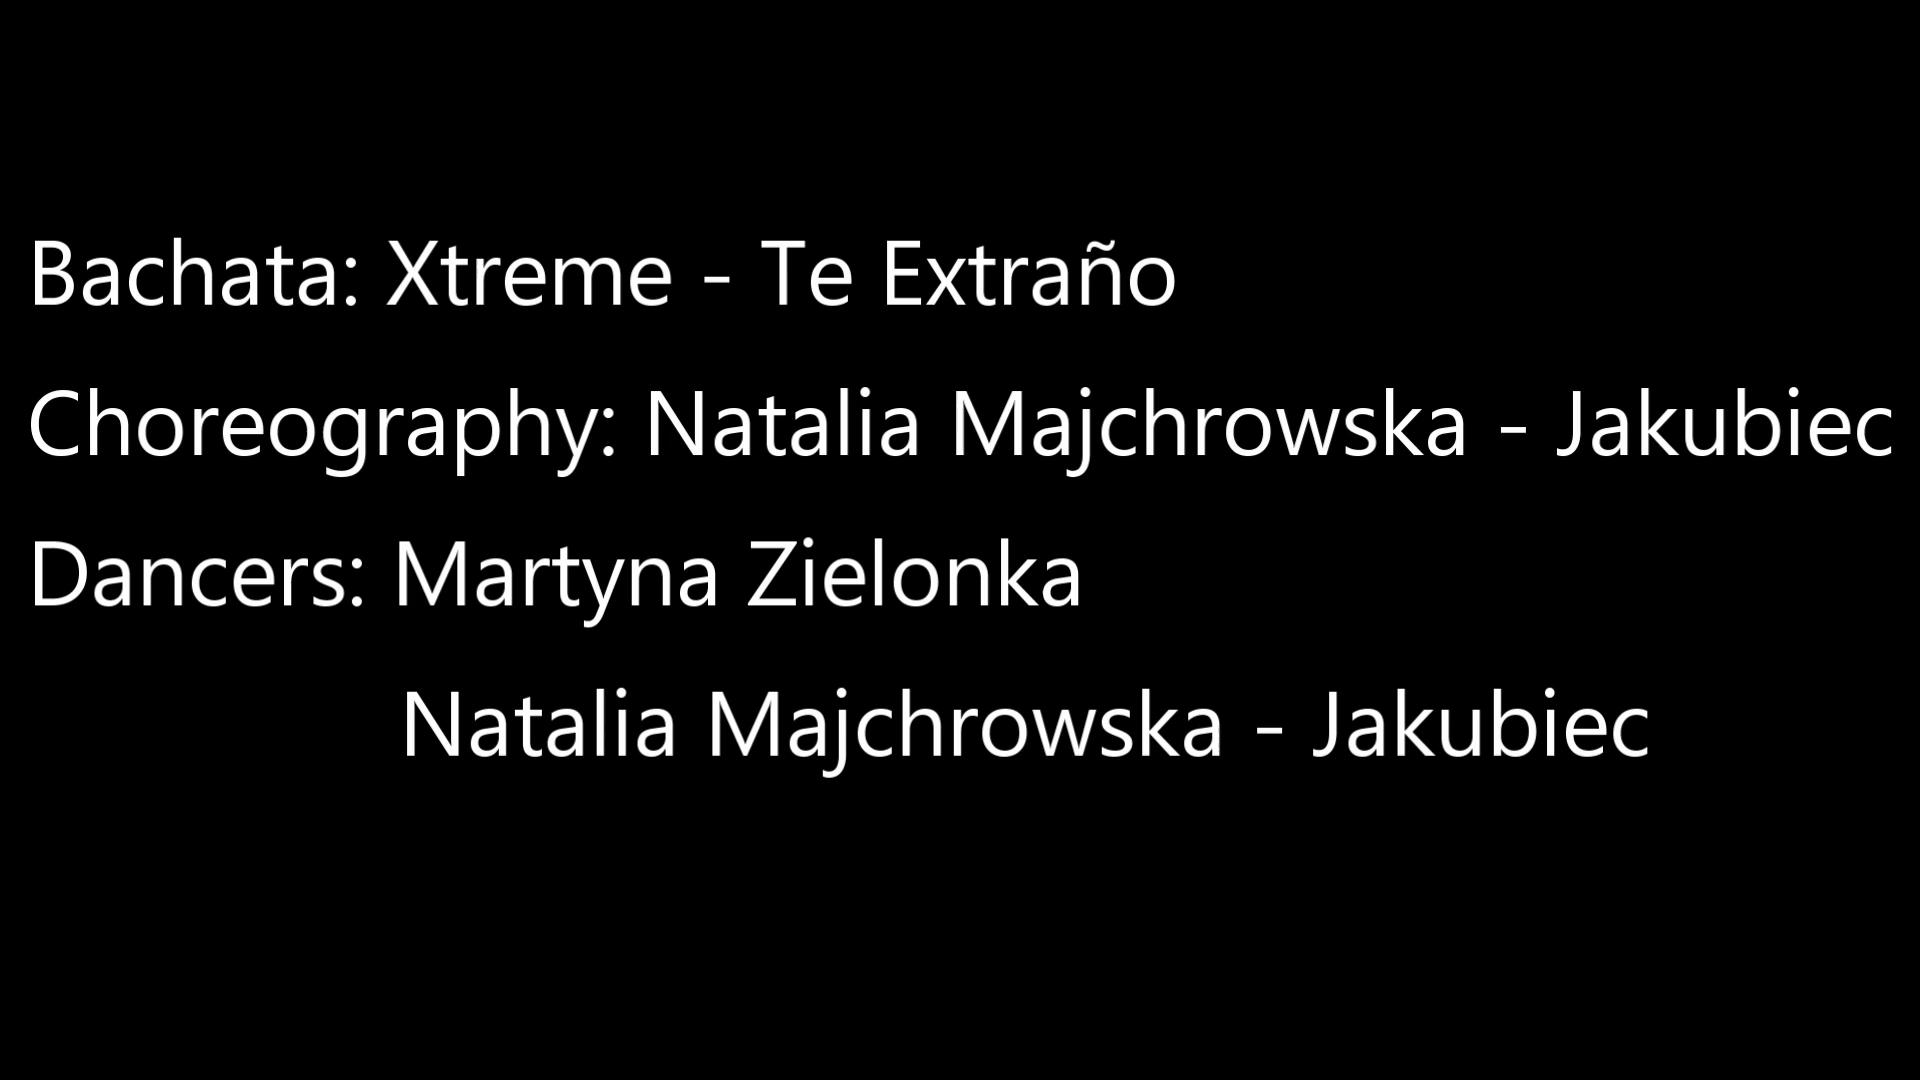 Bachata: Xtreme - Te Extraño
Choreography: Natalia Majchrowska - Jakubiec
Dancers: Martyna Zielonka
Natalia Majchrowska - Jakubiec